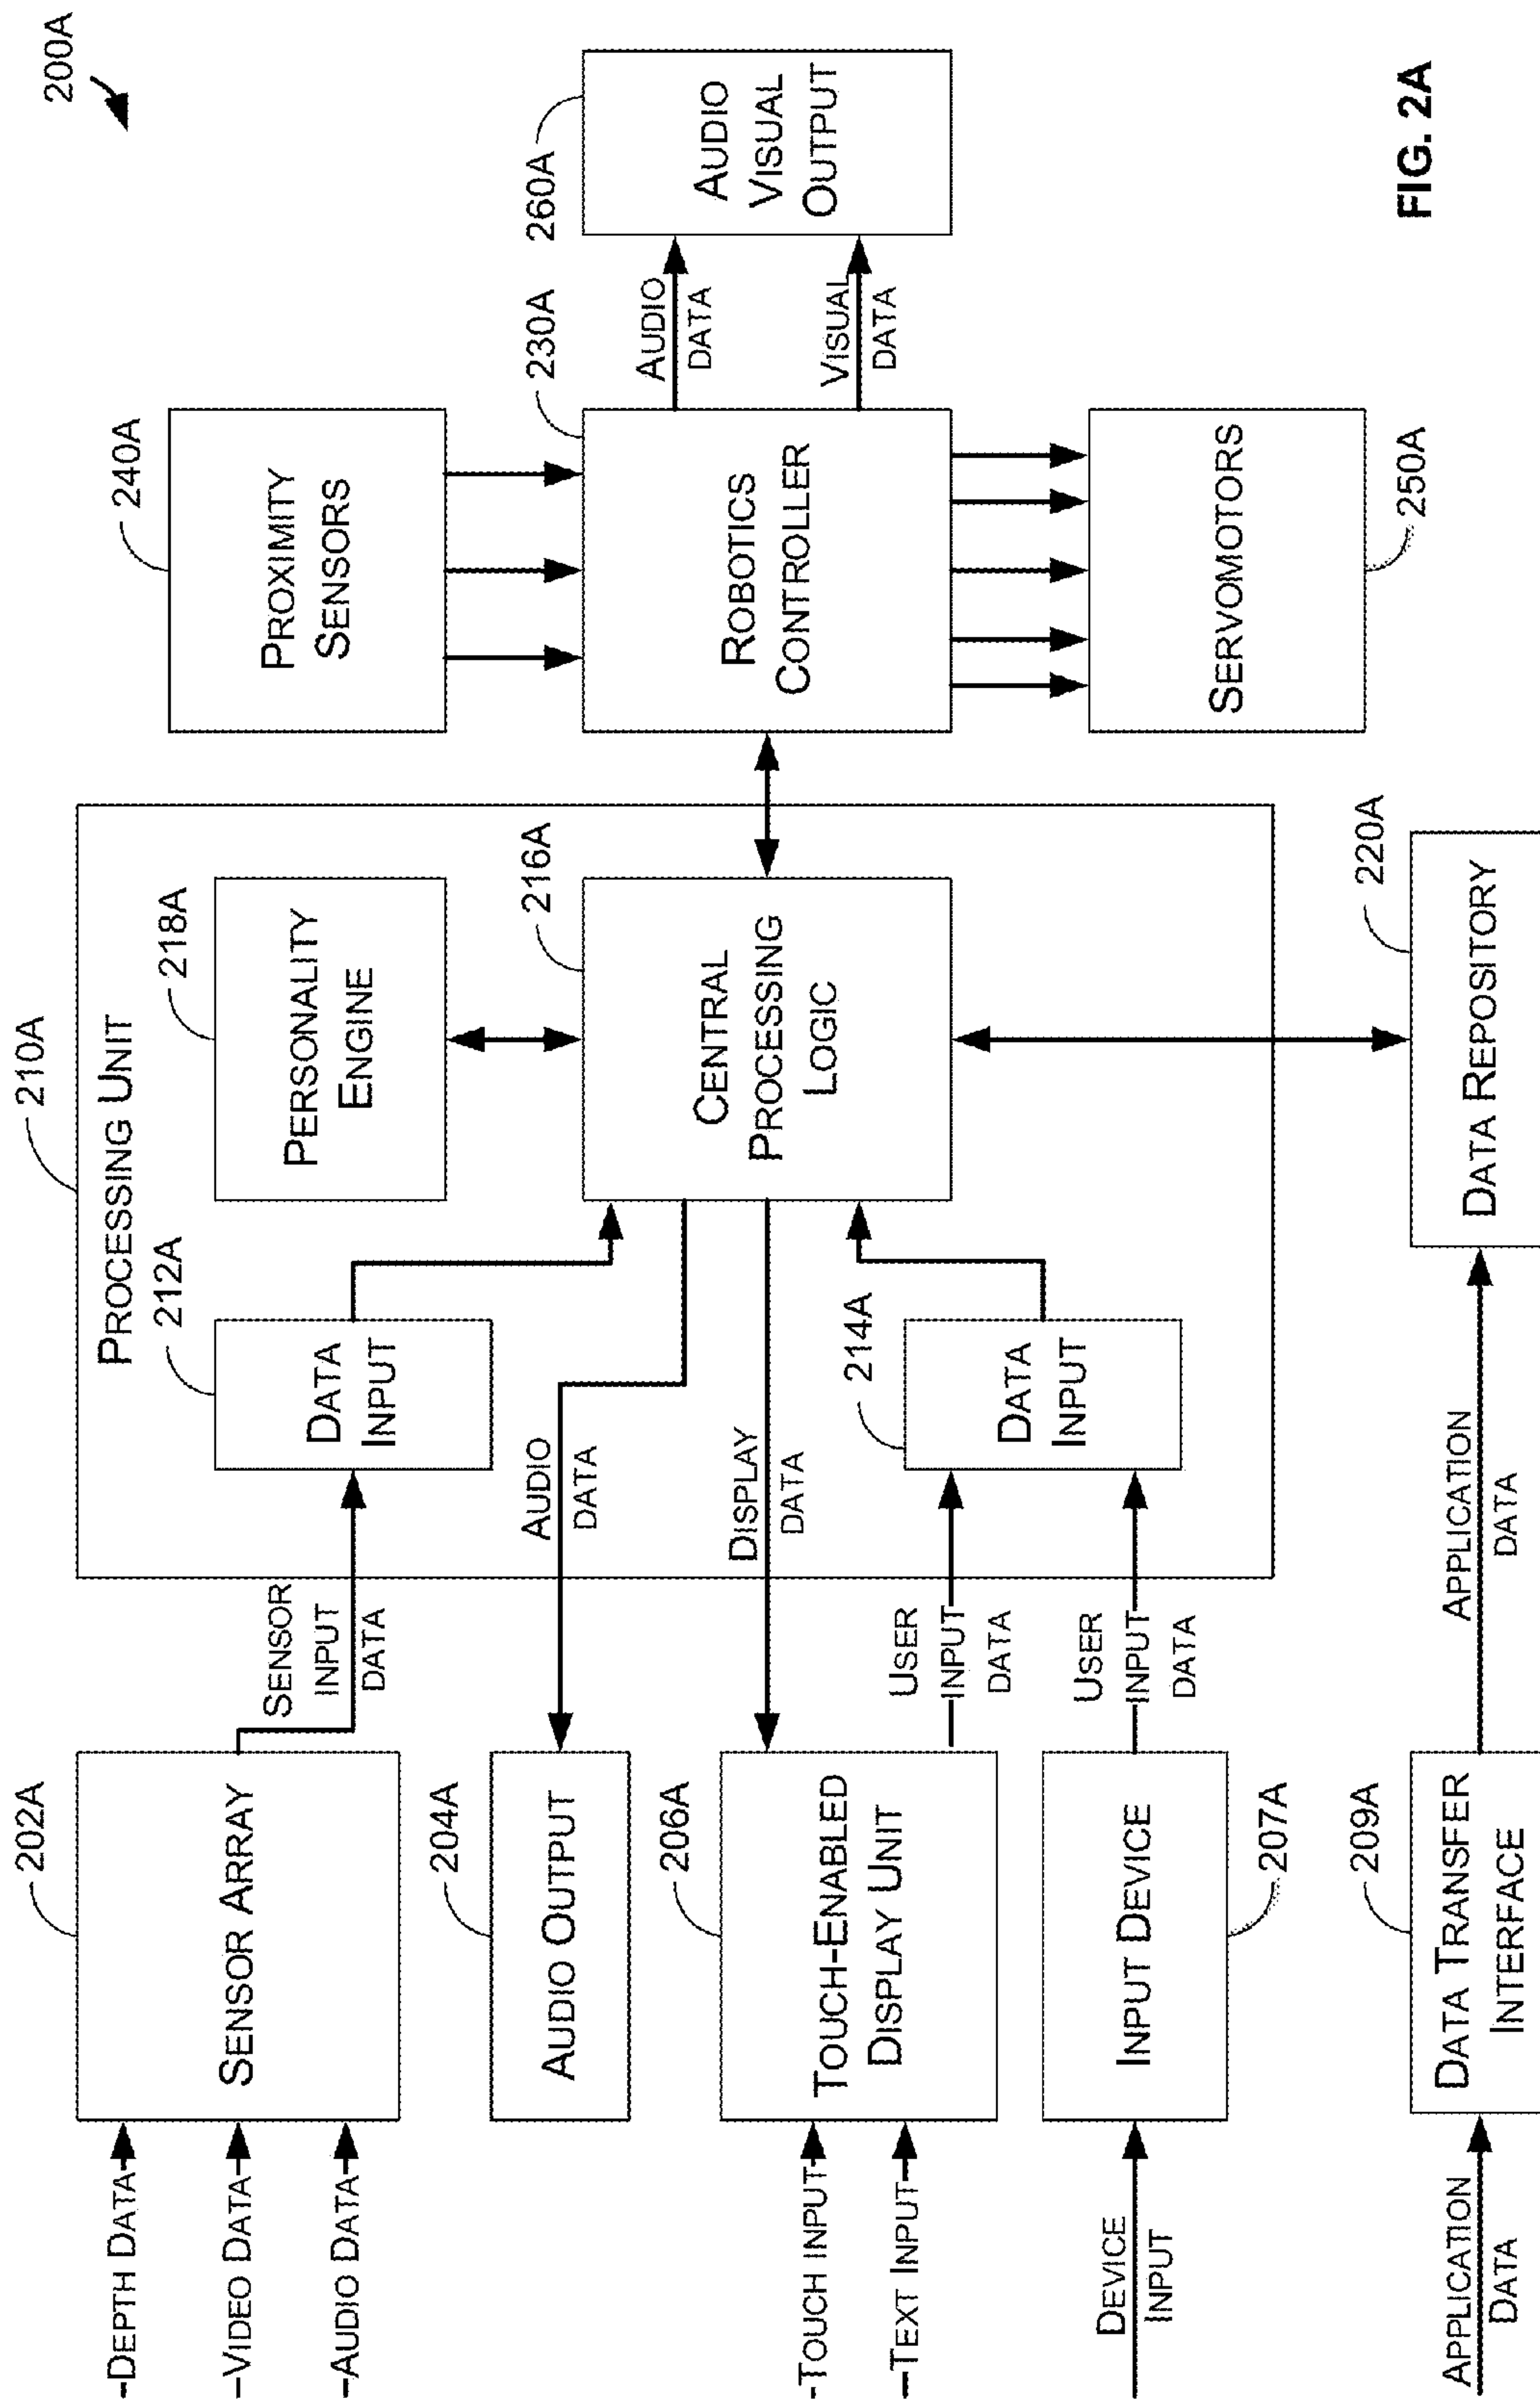 200A
202A
SENSOR ARRAY
-DEPTH DATA-
-VIDEO DATA-
-AUDIO DATA-
SENSOR
INPUT
DATA
204A
AUDIO OUTPUT
206A
TOUCH-ENABLED
DISPLAY UNIT
-TOUCH INPUT-
-TEXT INPUT-
USER
INPUT
DATA
INPUT DEVICE
207A
DEVICE
INPUT
USER
INPUT
DATA
209A
DATA TRANSFER
INTERFACE
APPLICATION
DATA
APPLICATION
DATA
210A
PROCESSING UNIT
212A
DATA
INPUT
AUDIO
DATA
DISPLAY
DATA
214A
DATA
INPUT
218A
PERSONALITY
ENGINE
216A
CENTRAL
PROCESSING
LOGIC
220A
DATA REPOSITORY
240A
PROXIMITY
SENSORS
230A
ROBOTICS
CONTROLLER
SERVOMOTORS
250A
AUDIO
DATA
VISUAL
DATA
260A
AUDIO
VISUAL
OUTPUT
FIG. 2A